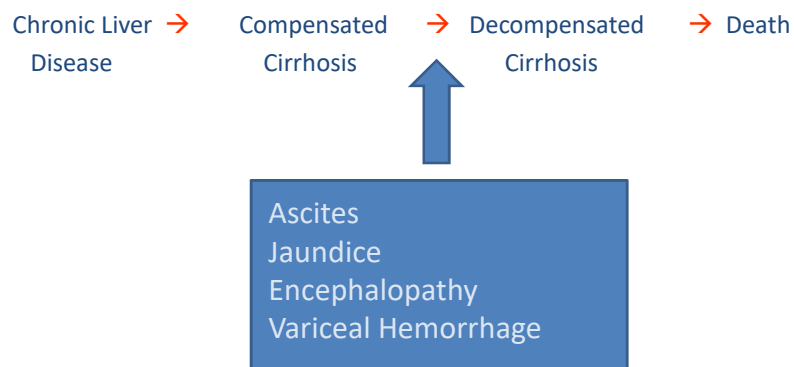 Chronic Liver → Compensated → Decompensated → Death
Disease Cirrhosis Cirrhosis
Ascites
Jaundice
Encephalopathy
Variceal Hemorrhage